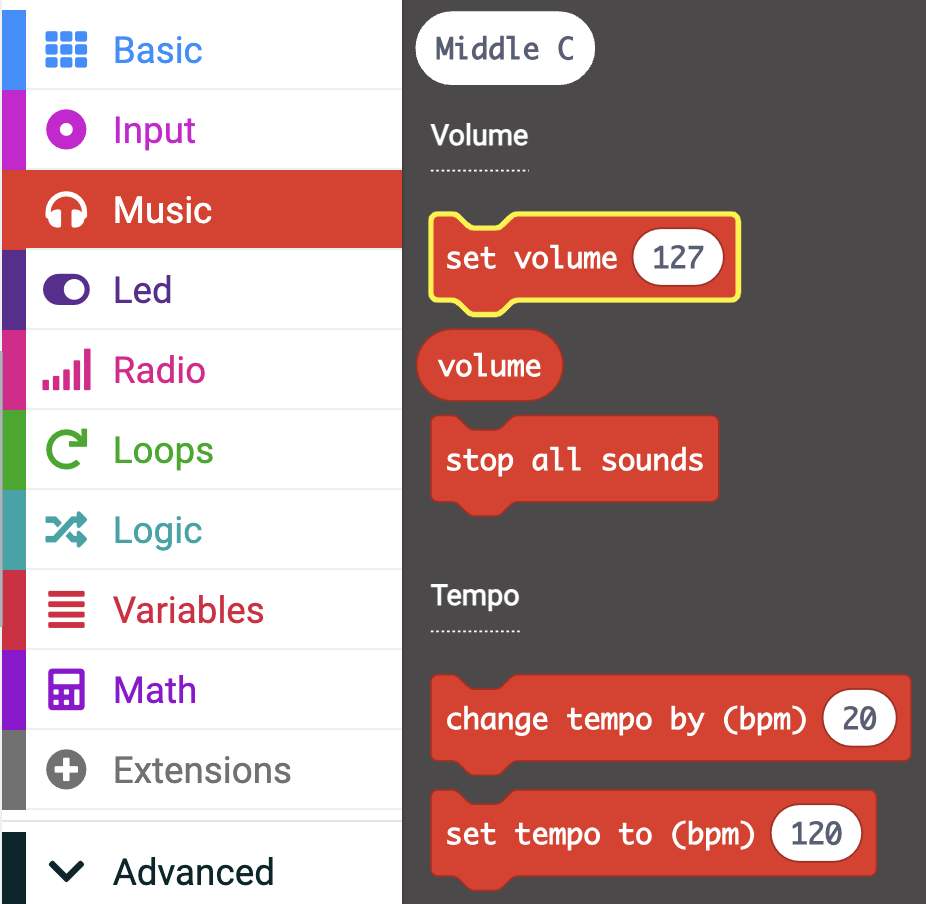 Basic
Input
Music
Led
Radio
Loops
Logic
Variables
Math
Extensions
Advanced
Middle C
Volume
set volume 127
volume
stop all sounds
Tempo
change tempo by (bpm) 20
set tempo to (bpm) 120